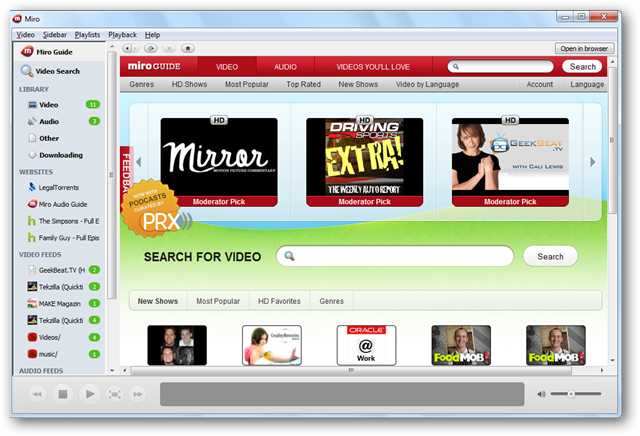 Miro
Video Sidebar Playlists Playback Help
Miro Guide
Open in browser
miro GUIDE VIDEO AUDIO VIDEOS YOU'LL LOVE Search
Genres HD Shows Most Popular Top Rated New Shows Video by Language Account Language
Video Search
LIBRARY
Video 11
Audio 3
Other
Downloading
WEBSITES
LegalTorrents
Miro Audio Guide
The Simpsons - Full E
Family Guy - Full Epis
VIDEO FEEDS
GeekBeat.TV (H 2
Tekzilla (Quickti 2
MAKE Magazin 1
Tekzilla (Quickti 4
Videos/ 4
music/ 1
AUDIO FEEDS
FEEDBA
HD
Mirror
MOTION PICTURE COMMENTARY
Moderator Pick
HD
DRIVING
SPORTS
EXTRA!
THE WEEKLY AUTO REPORT
Moderator Pick
HD
GEEKBEAT
.TV
WITH CALI LEWIS
Moderator Pick
NOW WITH
PODCASTS
CURATED BY
PRX
SEARCH FOR VIDEO Search
New Shows Most Popular HD Favorites Genres
ORACLE
@
Work
FoodMOB
FoodMOB